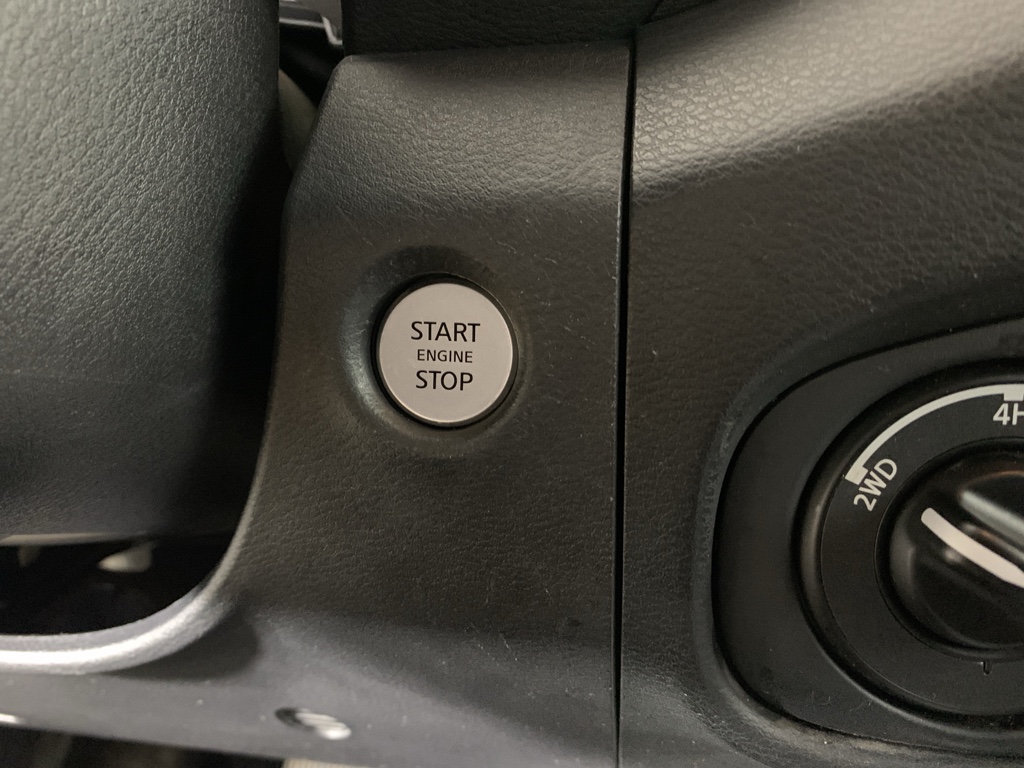 START
ENGINE
STOP
2WD
4H